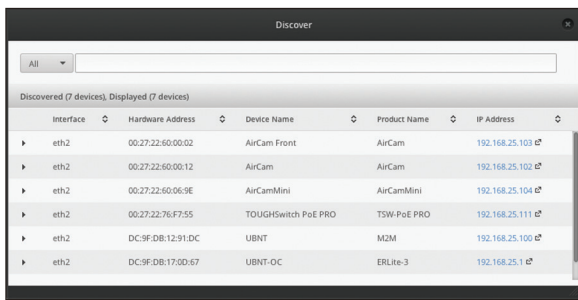 Discover
All
Discovered (7 devices), Displayed (7 devices)
Interface Hardware Address Device Name Product Name IP Address
eth2 00:27:22:60:00:02 AirCam Front AirCam 192.168.25.103
eth2 00:27:22:60:00:12 AirCam AirCam 192.168.25.102
eth2 00:27:22:60:06:9E AirCamMini AirCamMini 192.168.25.104
eth2 00:27:22:76:F7:55 TOUGHSwitch PoE PRO TSW-PoE PRO 192.168.25.111
eth2 DC:9F:DB:12:91:DC UBNT M2M 192.168.25.100
eth2 DC:9F:DB:17:0D:67 UBNT-OC ERLite-3 192.168.25.1